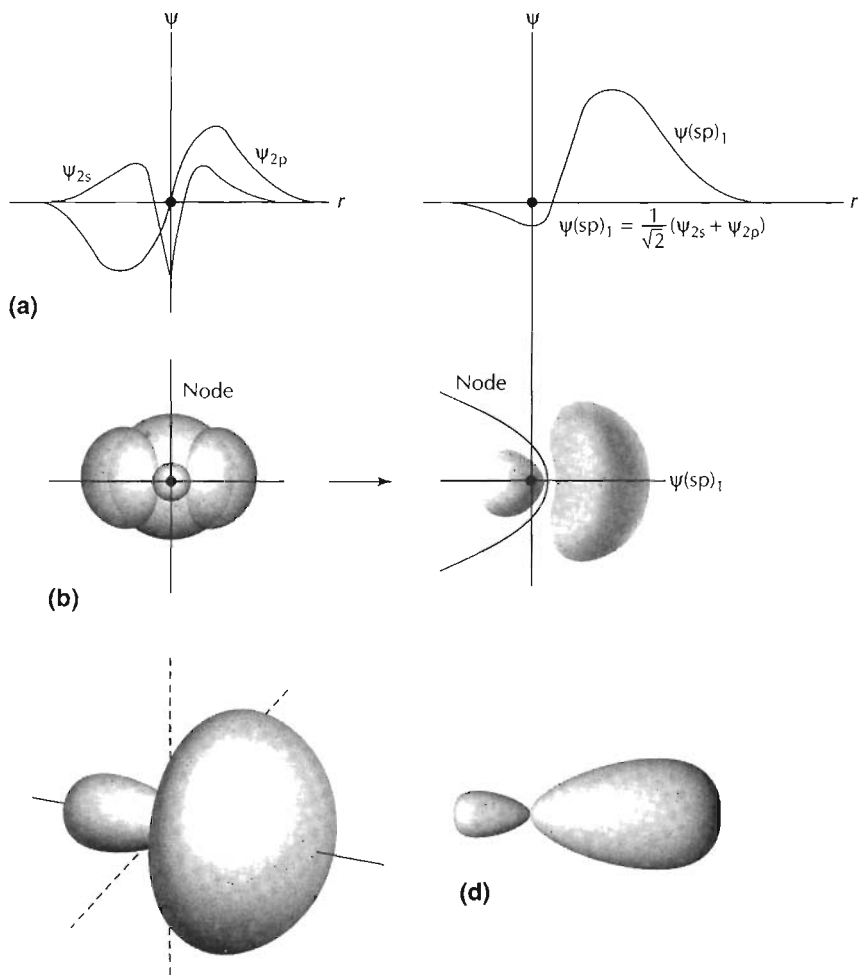 ψ
ψ
ψ₂ₛ
ψ₂ₚ
r
ψ(sp)₁
r
ψ(sp)₁ = 1/√2 (ψ₂ₛ + ψ₂ₚ)
(a)
Node
Node
ψ(sp)₁
(b)
(d)